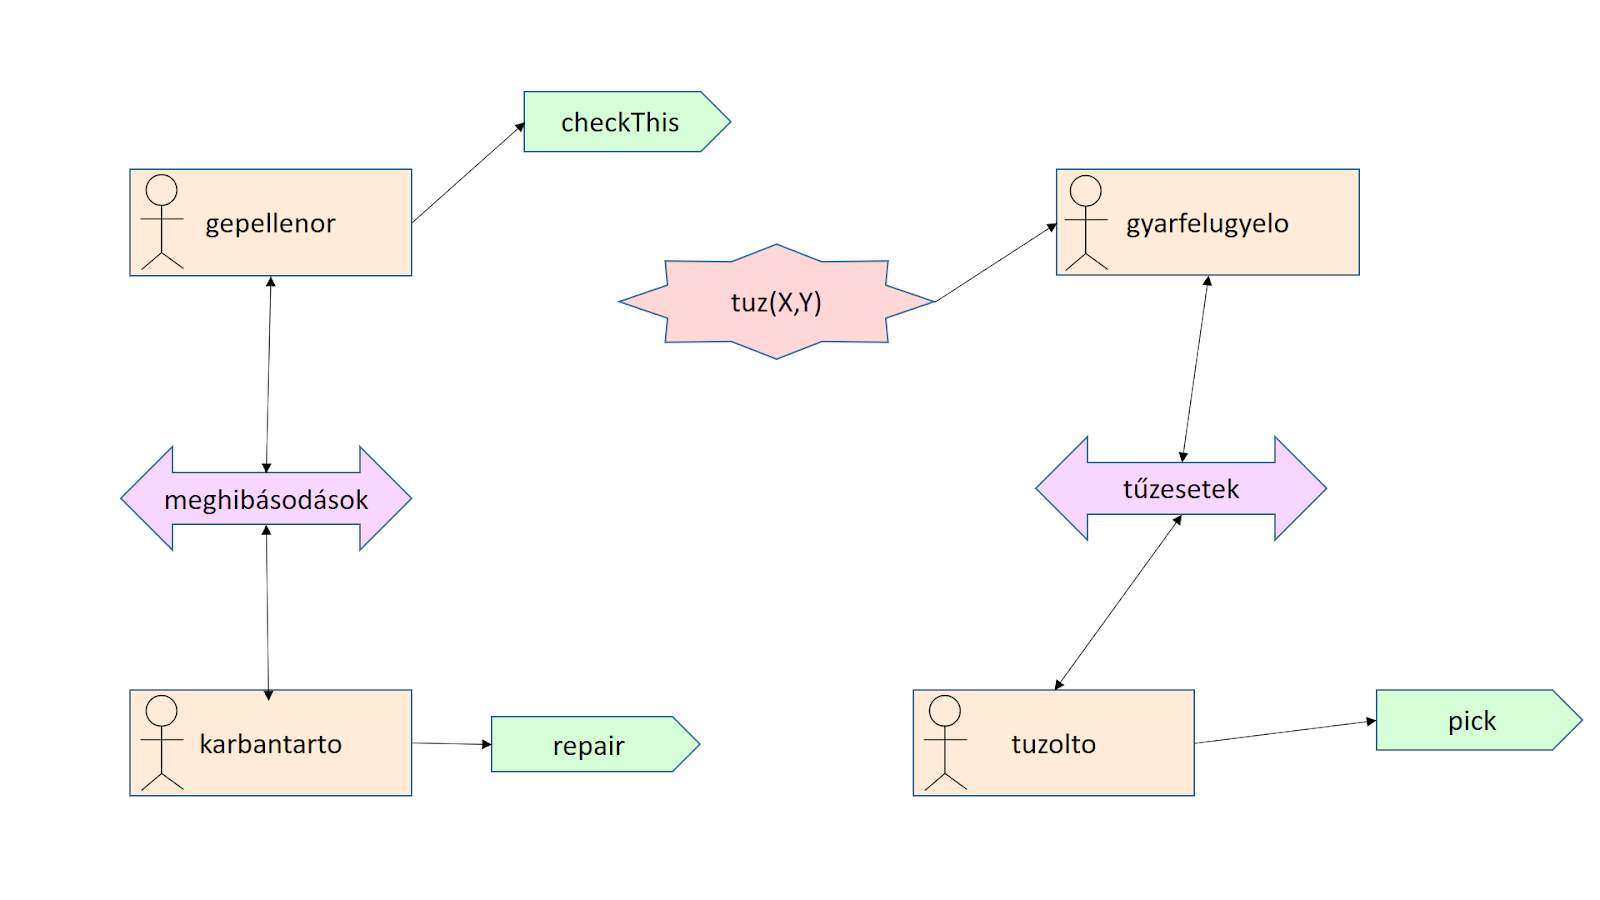 checkThis
gepellenor
gyarfelugyelo
tuz(X,Y)
meghibásodások
tűzesetek
karbantarto
repair
tuzolto
pick